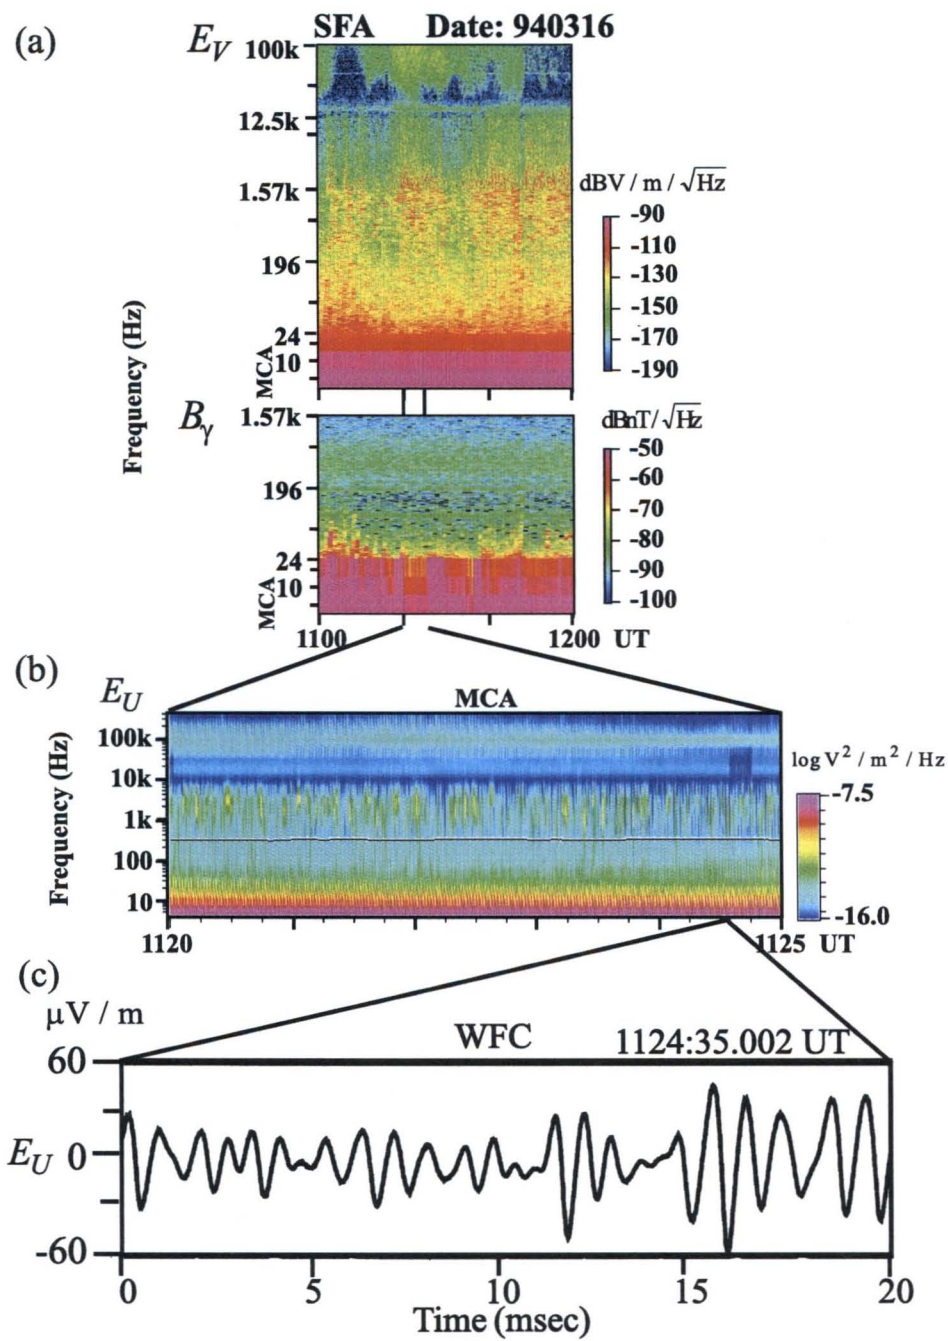 (a)
SFA Date: 940316
E_V
100k
12.5k
1.57k
196
24
10
MCA
Frequency (Hz)
dBV / m / √Hz
-90
-110
-130
-150
-170
-190
B_γ
1.57k
196
24
10
MCA
dBnT/√Hz
-50
-60
-70
-80
-90
-100
1100 1200 UT
(b)
E_U
MCA
Frequency (Hz)
100k
10k
1k
100
10
log V² / m² / Hz
-7.5
-16.0
1120 1125 UT
(c)
μV / m
WFC 1124:35.002 UT
60
E_U 0
-60
0 5 10 15 20
Time (msec)